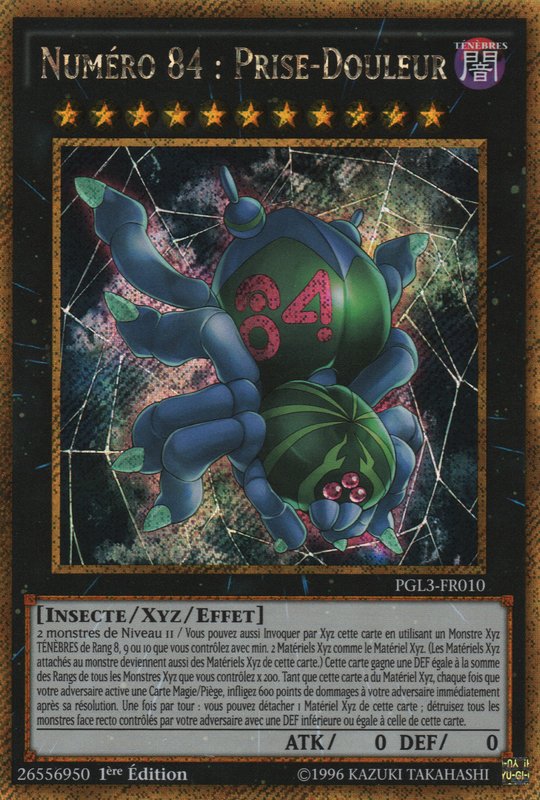 NUMÉRO 84 : PRISE-DOULEUR
TÉNÈBRES
闇
84
PGL3-FR010
[INSECTE/XYZ/EFFET]
2 monstres de Niveau 11 / Vous pouvez aussi Invoquer par Xyz cette carte en utilisant un Monstre Xyz
TÉNÈBRES de Rang 8, 9 ou 10 que vous contrôlez avec min. 2 Matériels Xyz comme le Matériel Xyz. (Les Matériels Xyz
attachés au monstre deviennent aussi des Matériels Xyz de cette carte.) Cette carte gagne une DEF égale à la somme
des Rangs de tous les Monstres Xyz que vous contrôlez x 200. Tant que cette carte a du Matériel Xyz, chaque fois que
votre adversaire active une Carte Magie/Piège, infligez 600 points de dommages à votre adversaire immédiatement
après sa résolution. Une fois par tour : vous pouvez détacher 1 Matériel Xyz de cette carte ; détruisez tous les
monstres face recto contrôlés par votre adversaire avec une DEF inférieure ou égale à celle de cette carte.
ATK/ 0 DEF/ 0
26556950 1ère Édition ©1996 KAZUKI TAKAHASHI